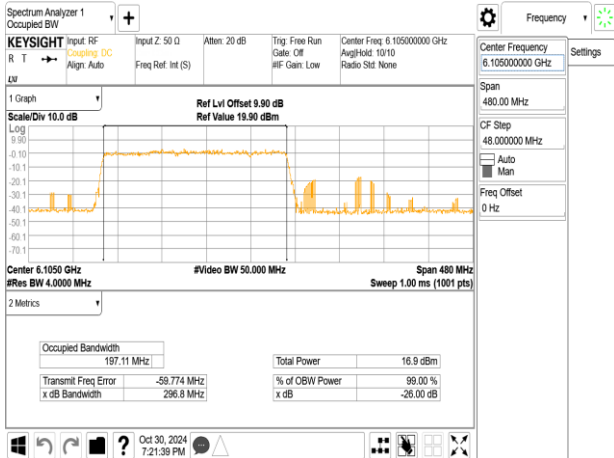 Spectrum Analyzer 1
Occupied BW
Frequency
KEYSIGHT
R T
LXI
Input: RF
Coupling: DC
Align: Auto
Input Z: 50 Ω
Freq Ref: Int (S)
Atten: 20 dB
Trig: Free Run
Gate: Off
#IF Gain: Low
Center Freq: 6.105000000 GHz
Avg|Hold: 10/10
Radio Std: None
Center Frequency
6.105000000 GHz
Settings
Span
480.00 MHz
CF Step
48.000000 MHz
Auto
Man
Freq Offset
0 Hz
1 Graph
Scale/Div 10.0 dB
Ref Lvl Offset 9.90 dB
Ref Value 19.90 dBm
Log
9.90
-0.10
-10.1
-20.1
-30.1
-40.1
-50.1
-60.1
-70.1
Center 6.1050 GHz
#Video BW 50.000 MHz
Span 480 MHz
#Res BW 4.0000 MHz
Sweep 1.00 ms (1001 pts)
2 Metrics
Occupied Bandwidth
197.11 MHz
Total Power 16.9 dBm
Transmit Freq Error -59.774 MHz
% of OBW Power 99.00 %
x dB Bandwidth 296.8 MHz
x dB -26.00 dB
?
Oct 30, 2024
7:21:39 PM